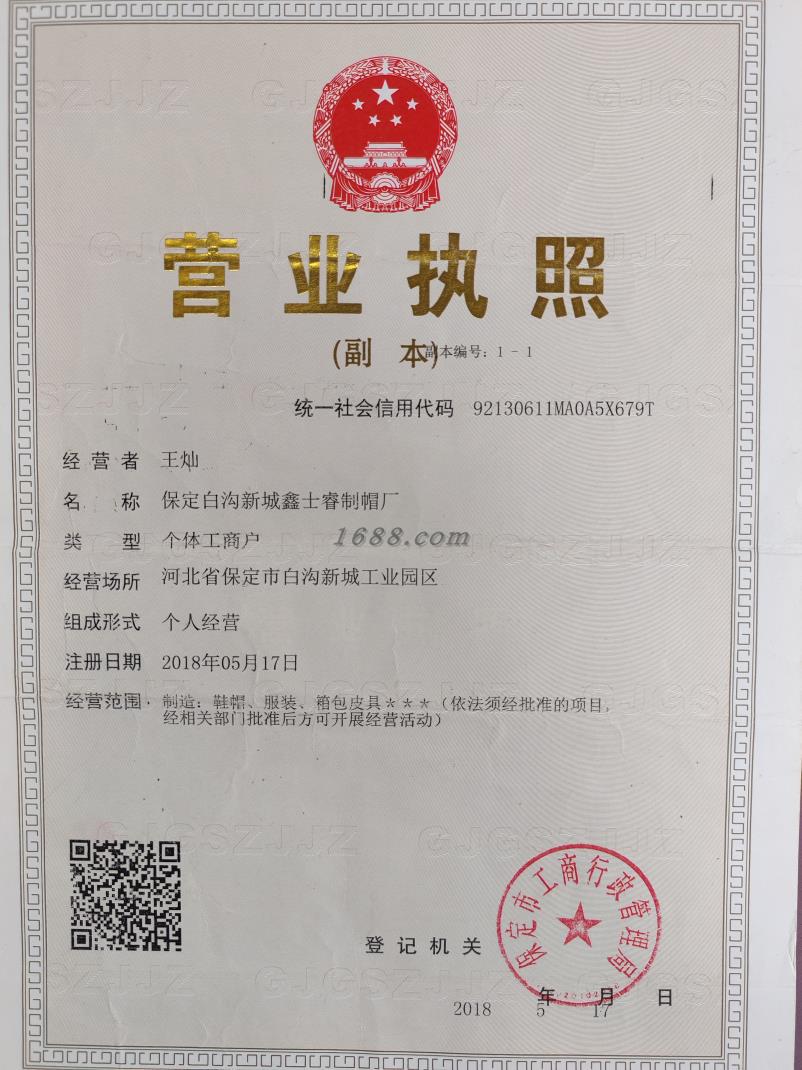 营业执照
(副 本)副本编号：1 - 1
统一社会信用代码 92130611MA0A5X679T
经营者 王灿
名称 保定白沟新城鑫士睿制帽厂
类型 个体工商户
1688.com
经营场所 河北省保定市白沟新城工业园区
组成形式 个人经营
注册日期 2018年05月17日
经营范围 制造：鞋帽、服装、箱包皮具＊＊＊（依法须经批准的项目，
经相关部门批准后方可开展经营活动）
保定市工商行政管理局
登记机关
2018年5月17日
GJGSZJJZ